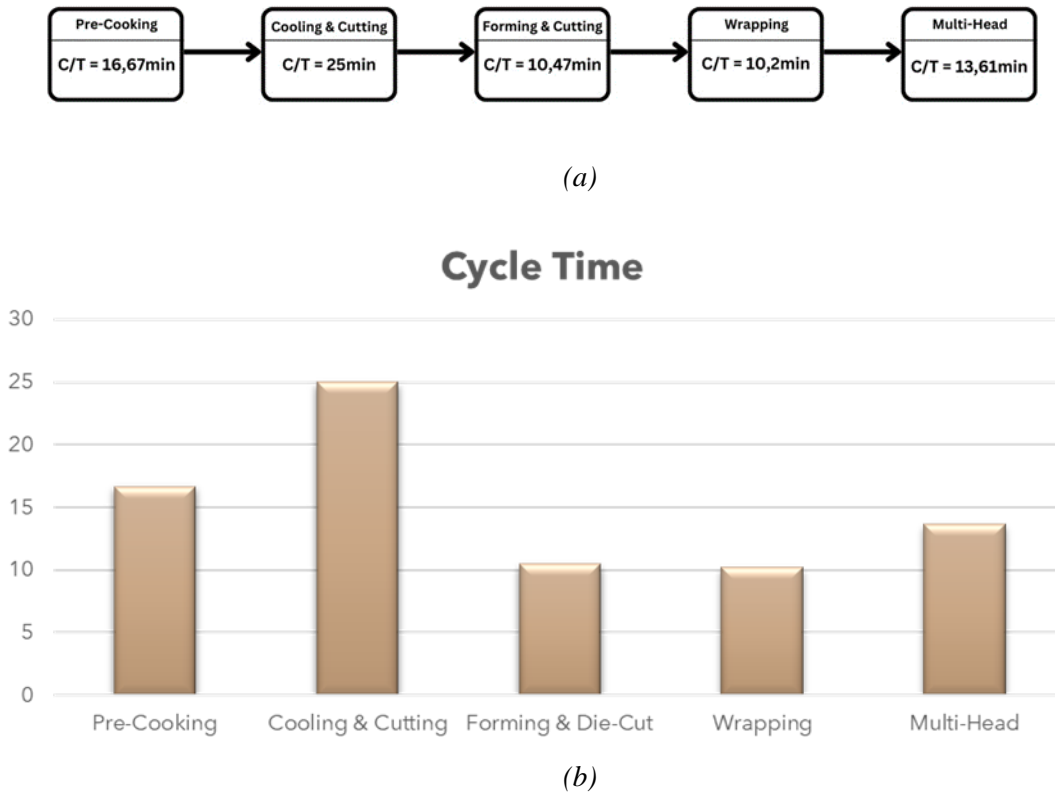 Pre-Cooking
C/T = 16,67min
Cooling & Cutting
C/T = 25min
Forming & Cutting
C/T = 10,47min
Wrapping
C/T = 10,2min
Multi-Head
C/T = 13,61min
(a)
Cycle Time
30
25
20
15
10
5
0
Pre-Cooking Cooling & Cutting Forming & Die-Cut Wrapping Multi-Head
(b)